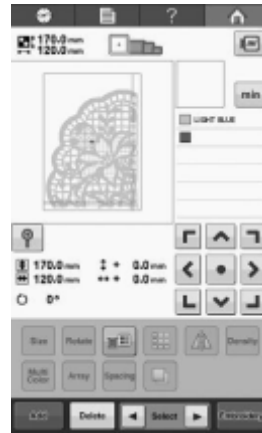 ?
170.0 mm
120.0 mm
min
LIGHT BLUE
170.0 mm ↕ + 0.0 mm
120.0 mm ↔ + 0.0 mm
0°
Size Rotate Density
Multi Color Array Spacing
Add Delete Select Embroidery